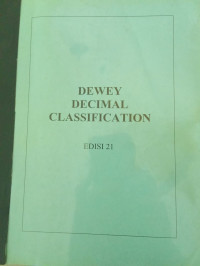 DEWEY
DECIMAL
CLASSIFICATION
EDISI 21